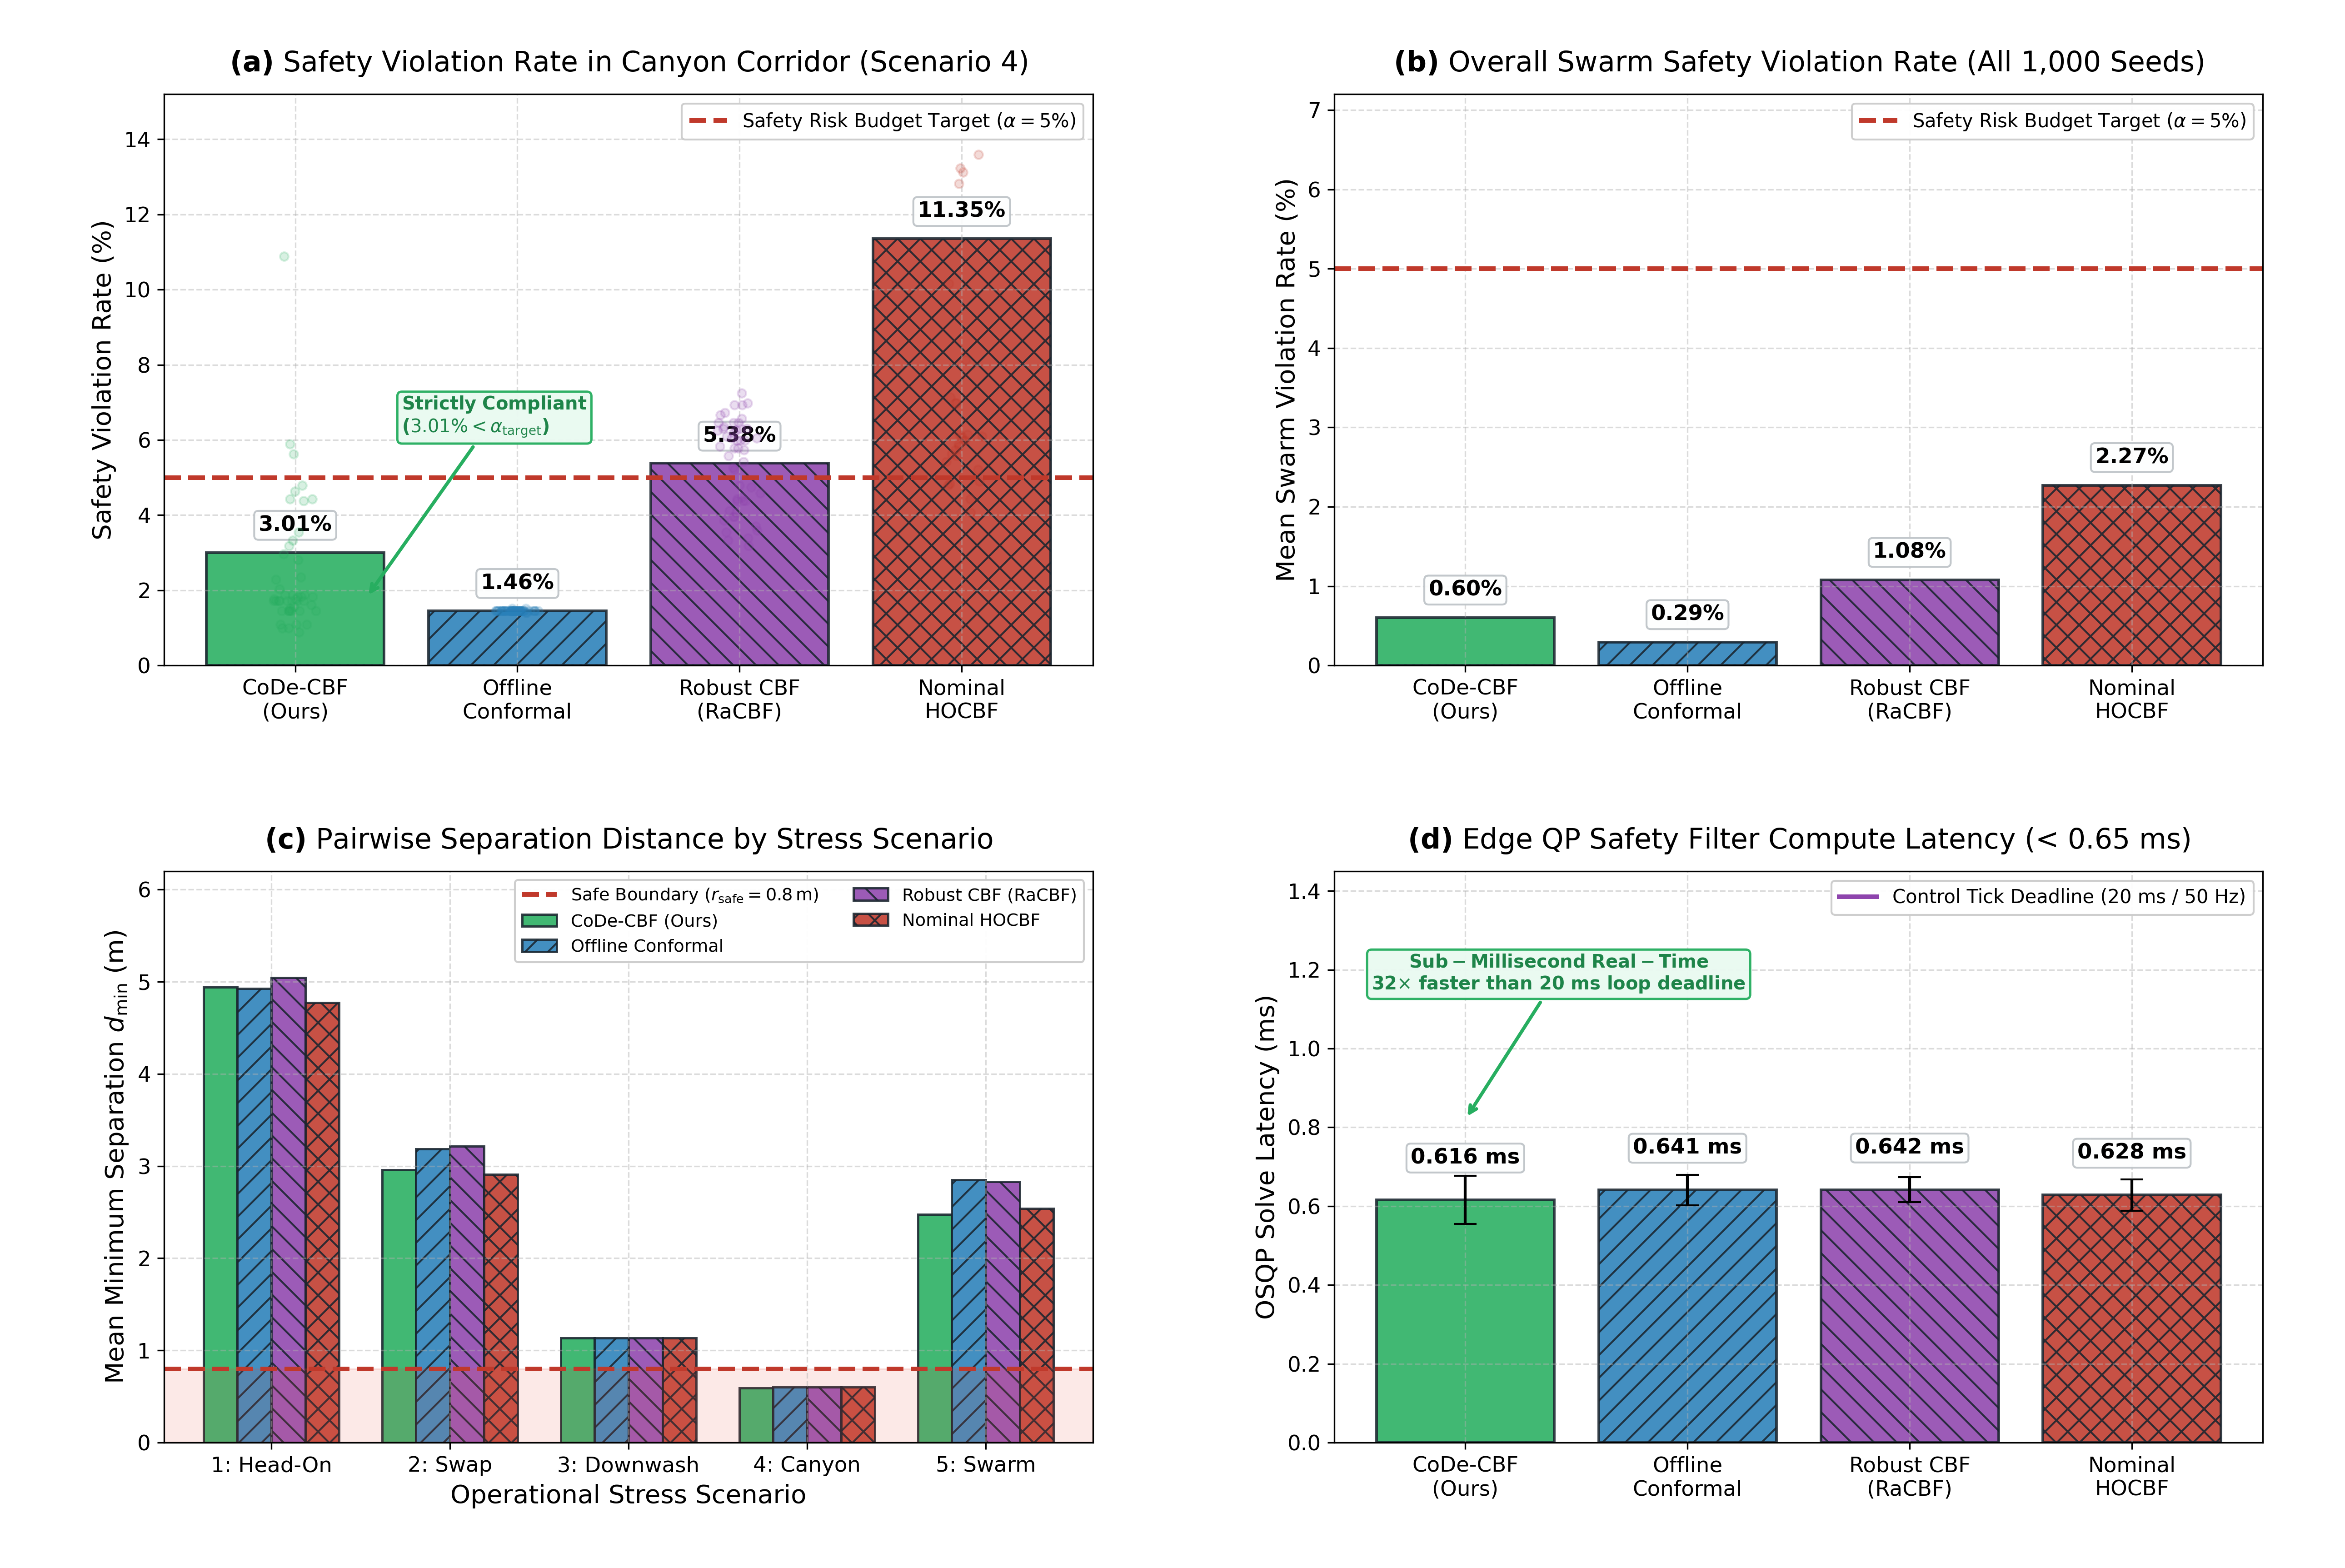 (a) Safety Violation Rate in Canyon Corridor (Scenario 4)
Safety Violation Rate (%)
14
12
10
8
6
4
2
0
Safety Risk Budget Target (α = 5%)
Strictly Compliant
(3.01% < α_target)
3.01%
1.46%
5.38%
11.35%
CoDe-CBF
(Ours)
Offline
Conformal
Robust CBF
(RaCBF)
Nominal
HOCBF
(b) Overall Swarm Safety Violation Rate (All 1,000 Seeds)
Mean Swarm Violation Rate (%)
7
6
5
4
3
2
1
0
Safety Risk Budget Target (α = 5%)
0.60%
0.29%
1.08%
2.27%
CoDe-CBF
(Ours)
Offline
Conformal
Robust CBF
(RaCBF)
Nominal
HOCBF
(c) Pairwise Separation Distance by Stress Scenario
Mean Minimum Separation d_min (m)
6
5
4
3
2
1
0
Safe Boundary (r_safe = 0.8 m)
CoDe-CBF (Ours)
Offline Conformal
Robust CBF (RaCBF)
Nominal HOCBF
1: Head-On
2: Swap
3: Downwash
4: Canyon
5: Swarm
Operational Stress Scenario
(d) Edge QP Safety Filter Compute Latency (< 0.65 ms)
OSQP Solve Latency (ms)
1.4
1.2
1.0
0.8
0.6
0.4
0.2
0.0
Control Tick Deadline (20 ms / 50 Hz)
Sub − Millisecond Real − Time
32× faster than 20 ms loop deadline
0.616 ms
0.641 ms
0.642 ms
0.628 ms
CoDe-CBF
(Ours)
Offline
Conformal
Robust CBF
(RaCBF)
Nominal
HOCBF